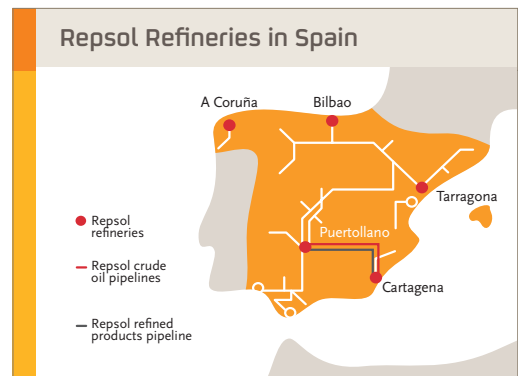 Repsol Refineries in Spain
A Coruña
Bilbao
Tarragona
Puertollano
Cartagena
Repsol
refineries
Repsol crude
oil pipelines
Repsol refined
products pipeline